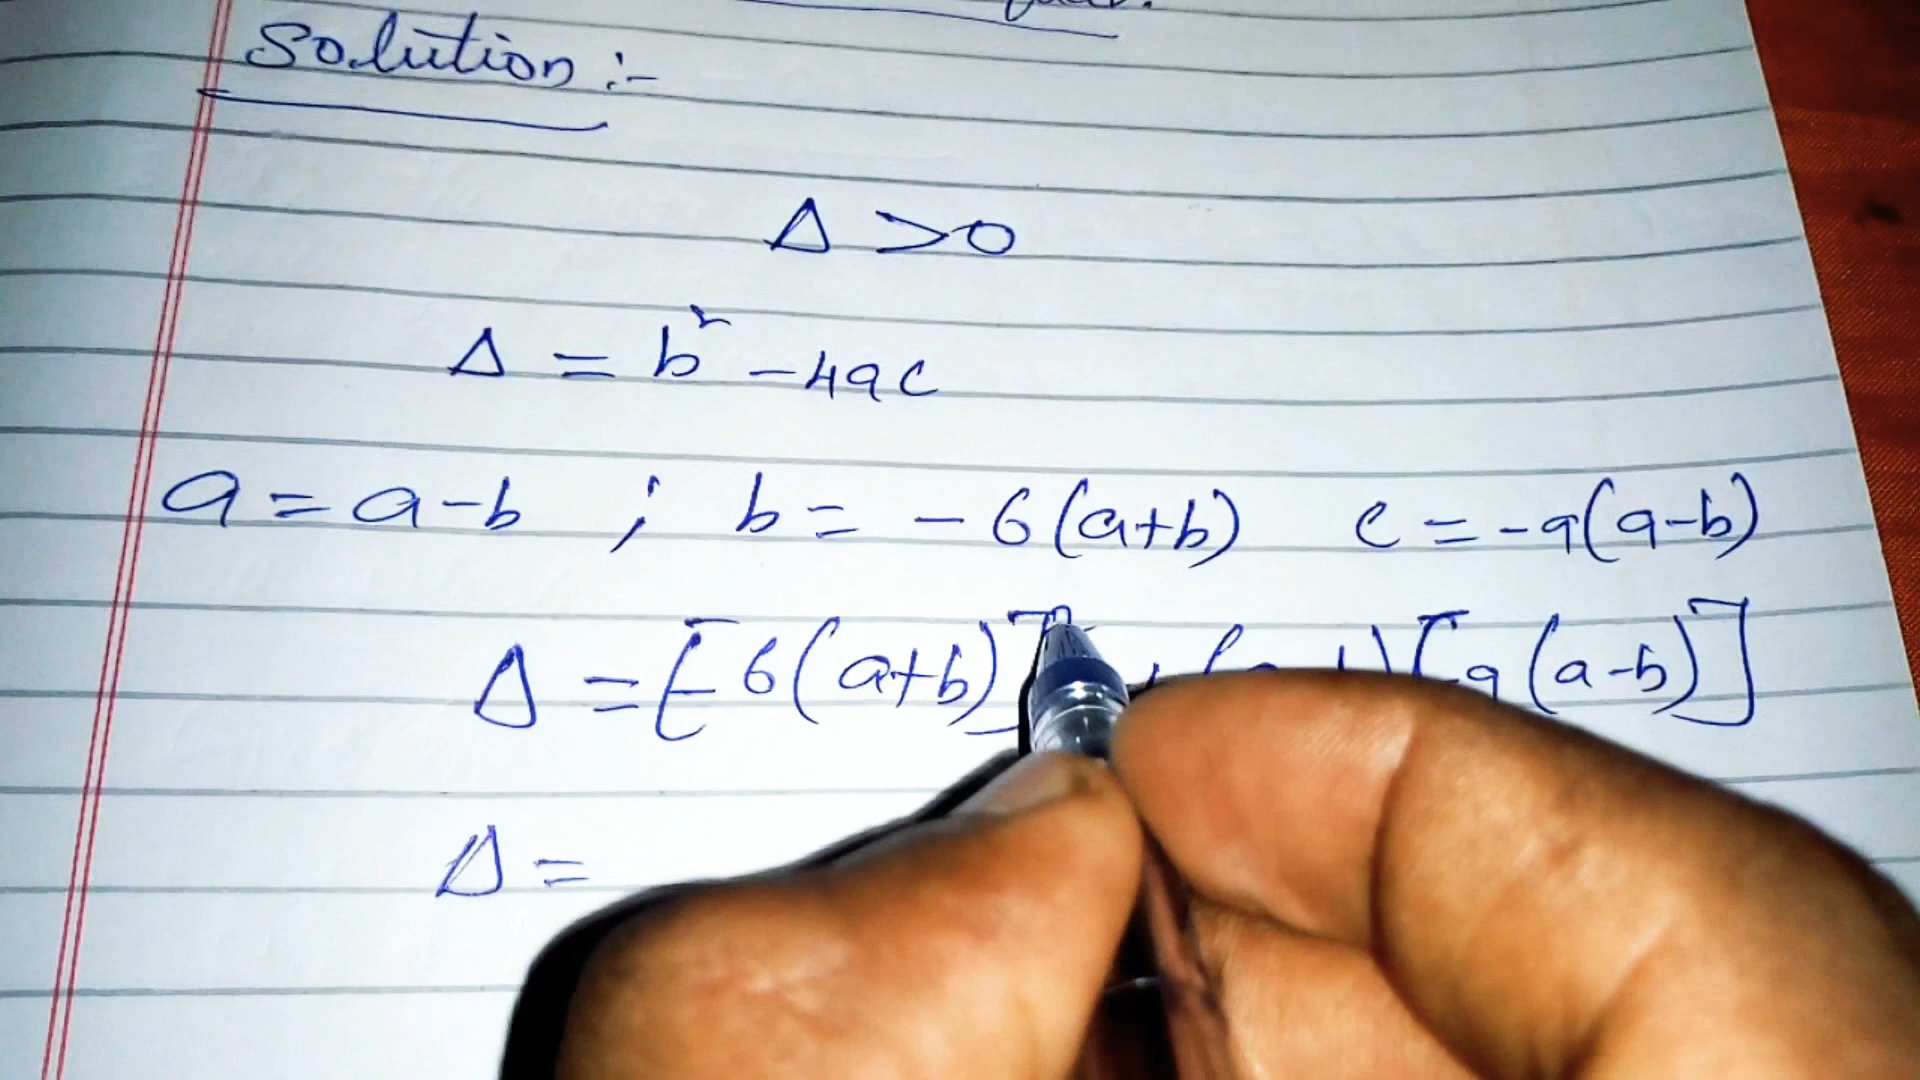 Solution :-
Δ > 0
Δ = b² - 4ac
a = a-b ; b = - 6(a+b) c = -9(a-b)
Δ = [-6(a+b)] [-9(a-b)]
Δ =